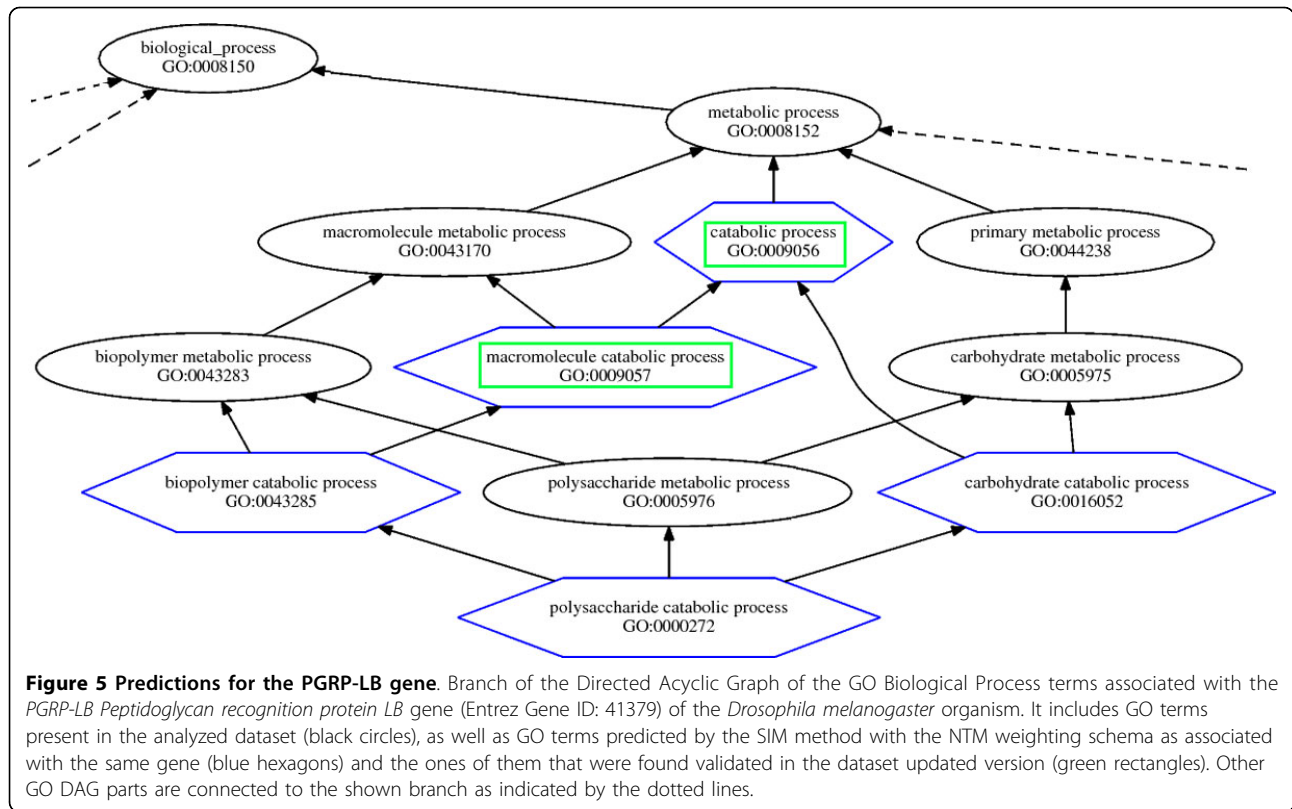 biological_process
GO:0008150
metabolic process
GO:0008152
macromolecule metabolic process
GO:0043170
catabolic process
GO:0009056
primary metabolic process
GO:0044238
biopolymer metabolic process
GO:0043283
macromolecule catabolic process
GO:0009057
carbohydrate metabolic process
GO:0005975
biopolymer catabolic process
GO:0043285
polysaccharide metabolic process
GO:0005976
carbohydrate catabolic process
GO:0016052
polysaccharide catabolic process
GO:0000272
Figure 5 Predictions for the PGRP-LB gene. Branch of the Directed Acyclic Graph of the GO Biological Process terms associated with the
PGRP-LB Peptidoglycan recognition protein LB gene (Entrez Gene ID: 41379) of the Drosophila melanogaster organism. It includes GO terms
present in the analyzed dataset (black circles), as well as GO terms predicted by the SIM method with the NTM weighting schema as associated
with the same gene (blue hexagons) and the ones of them that were found validated in the dataset updated version (green rectangles). Other
GO DAG parts are connected to the shown branch as indicated by the dotted lines.